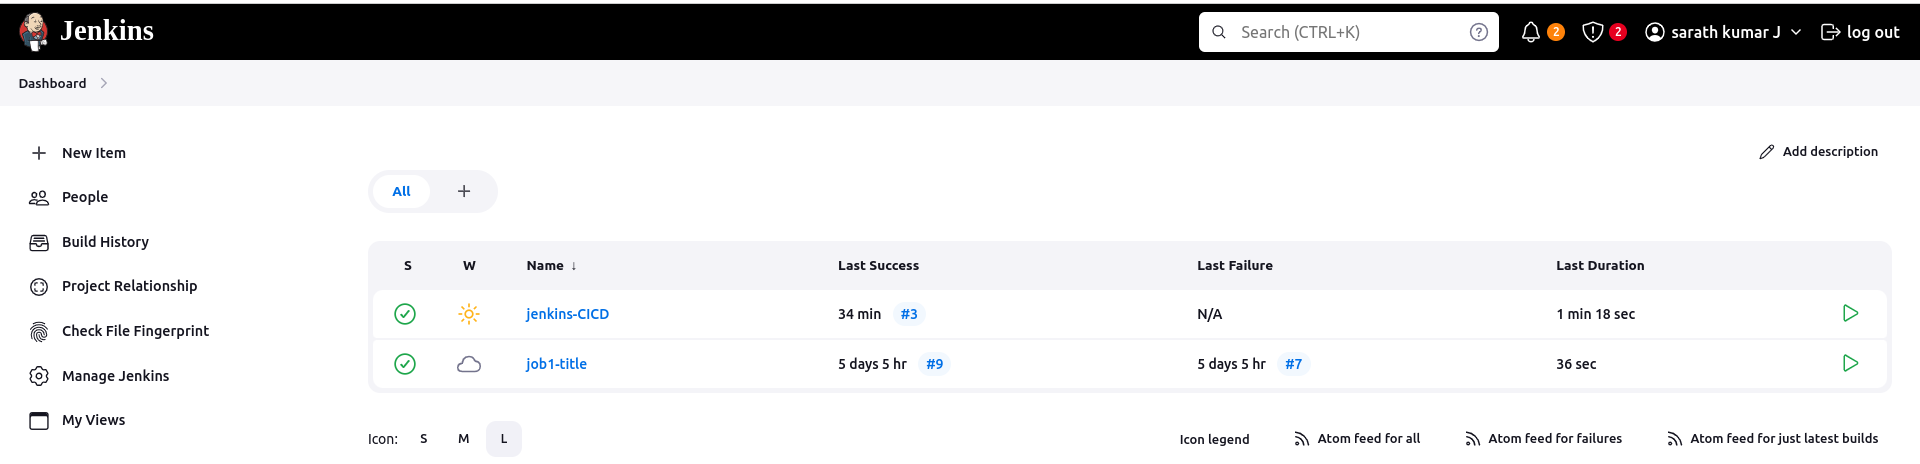 Jenkins
Search (CTRL+K) ?
2 2 sarath kumar J log out
Dashboard
New Item
People
Build History
Project Relationship
Check File Fingerprint
Manage Jenkins
My Views
Add description
All +
S W Name ↓ Last Success Last Failure Last Duration
jenkins-CICD 34 min #3 N/A 1 min 18 sec
job1-title 5 days 5 hr #9 5 days 5 hr #7 36 sec
Icon: S M L
Icon legend Atom feed for all Atom feed for failures Atom feed for just latest builds